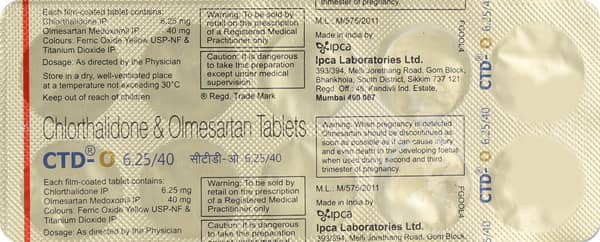 Each film-coated tablet contains:
Chlorthalidone IP 6.25 mg
Olmesartan Medoxomil IP 40 mg
Colours: Ferric Oxide Yellow USP-NF &
Titanium Dioxide IP
Dosage: As directed by the Physician
Store in a dry, well-ventilated place
at a temperature not exceeding 30°C
Keep out of reach of children
Warning: To be sold by
retail on the prescription
of a Registered Medical
Practitioner only
Caution: It is dangerous
to take this preparation
except under medical
supervision
® Regd. Trade Mark
trimester of pregnancy.
M.L.: M/575/2011
Made in India by
ipca
Ipca Laboratories Ltd.
393/394, Melli Jorethang Road, Gom Block,
Bharikhola, South District, Sikkim 737 121
Regd. Off.: 48, Kandivli Ind. Estate,
Mumbai 400 067
CTD-O 6.25/40
Chlorthalidone & Olmesartan Tablets
CTD®-O 6.25/40 सीटीडी-ओ 6.25/40
Warning: When pregnancy is detected
Olmesartan should be discontinued as
soon as possible as it can cause injury
and even death to the developing foetus
when used during second and third
trimester of pregnancy.
Each film-coated tablet contains:
Chlorthalidone IP 6.25 mg
Olmesartan Medoxomil IP 40 mg
Colours: Ferric Oxide Yellow USP-NF &
Titanium Dioxide IP
Dosage: As directed by the Physician
Warning: To be sold by
retail on the prescription
of a Registered Medical
Practitioner only
Caution: It is dangerous
to take this preparation
M.L.: M/575/2011
Made in India by
ipca
Ipca Laboratories Ltd.
393/394, Melli Jorethang Road, Gom Block,
CTD-O 6.25/40